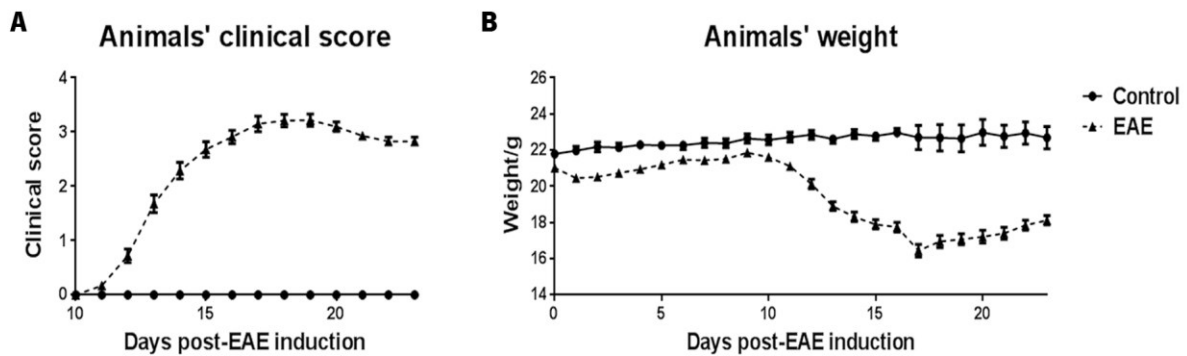 A
Animals' clinical score
Clinical score
4
3
2
1
0
10
15
20
Days post-EAE induction
B
Animals' weight
Weight/g
26
24
22
20
18
16
14
0
5
10
15
20
Days post-EAE induction
Control
EAE